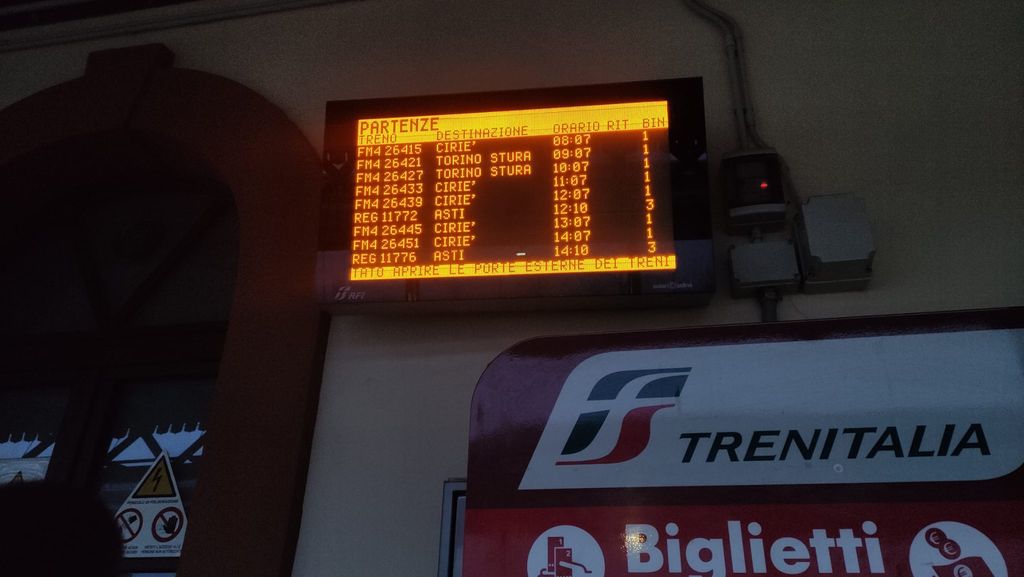 PARTENZE
TRENO DESTINAZIONE ORARIO RIT BIN
FM4 26415 CIRIE' 08:07 1
FM4 26421 TORINO STURA 09:07 1
FM4 26427 TORINO STURA 10:07 1
FM4 26433 CIRIE' 11:07 1
FM4 26439 CIRIE' 12:07 1
REG 11772 ASTI 12:10 3
FM4 26445 CIRIE' 13:07 1
FM4 26451 CIRIE' 14:07 1
REG 11776 ASTI 14:10 3
TATO APRIRE LE PORTE ESTERNE DEI TRENI
RFI
TRENITALIA
Biglietti